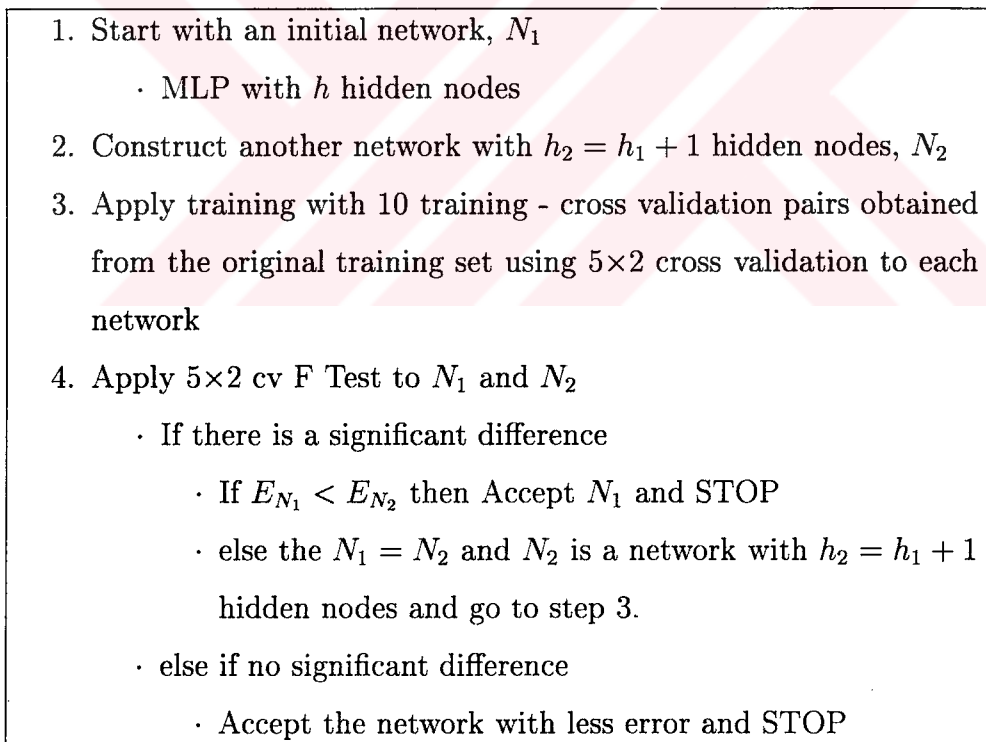 1. Start with an initial network, N₁
· MLP with h hidden nodes
2. Construct another network with h₂ = h₁ + 1 hidden nodes, N₂
3. Apply training with 10 training - cross validation pairs obtained
from the original training set using 5×2 cross validation to each
network
4. Apply 5×2 cv F Test to N₁ and N₂
· If there is a significant difference
· If E_{N₁} < E_{N₂} then Accept N₁ and STOP
· else the N₁ = N₂ and N₂ is a network with h₂ = h₁ + 1
hidden nodes and go to step 3.
· else if no significant difference
· Accept the network with less error and STOP